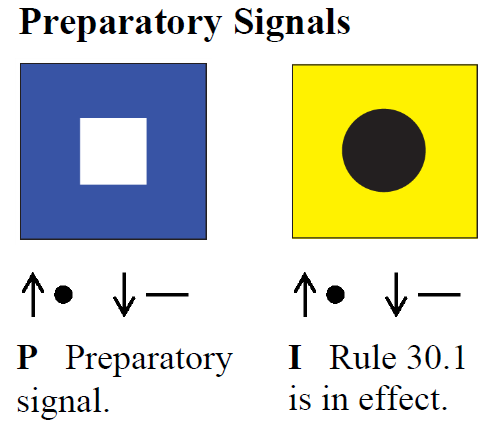 Preparatory Signals
P Preparatory
signal.
I Rule 30.1
is in effect.